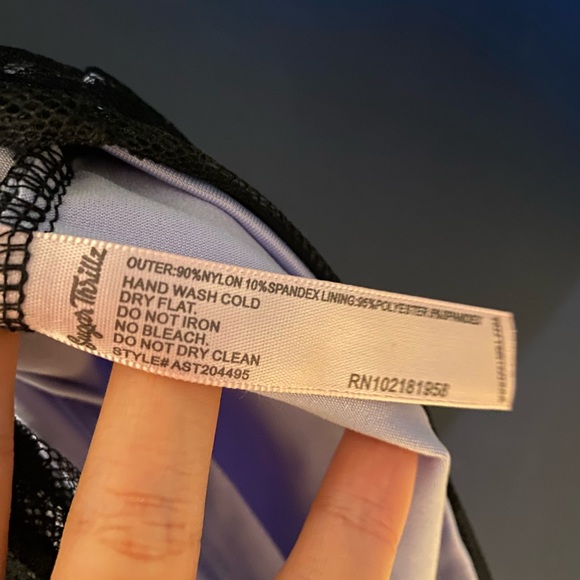 Sugar Thrillz
OUTER:90%NYLON 10%SPANDEX LINING:95%POLYESTER 5%SPANDEX
HAND WASH COLD
DRY FLAT.
DO NOT IRON
NO BLEACH.
DO NOT DRY CLEAN
STYLE# AST204495
RN102181958